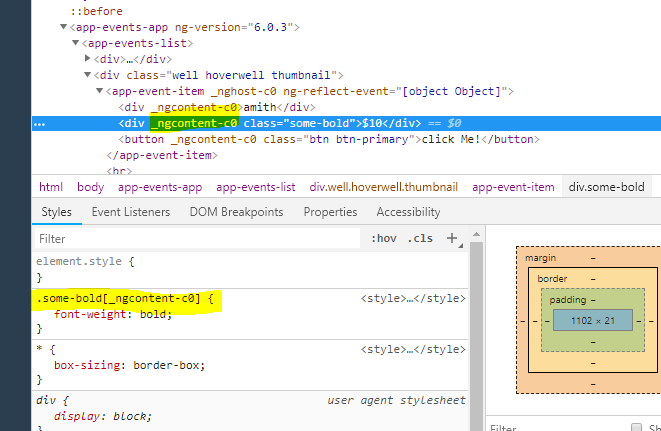 ::before
▼<app-events-app ng-version="6.0.3">
▼<app-events-list>
▶<div>…</div>
▼<div class="well hoverwell thumbnail">
▼<app-event-item _nghost-c0 ng-reflect-event="[object Object]">
<div _ngcontent-c0>amith</div>
… <div _ngcontent-c0 class="some-bold">$10</div> == $0
<button _ngcontent-c0 class="btn btn-primary">click Me!</button>
</app-event-item>
<br>
html body app-events-app app-events-list div.well.hoverwell.thumbnail app-event-item div.some-bold
Styles Event Listeners DOM Breakpoints Properties Accessibility
Filter :hov .cls +
element.style {
}
.some-bold[_ngcontent-c0] { <style>…</style>
font-weight: bold;
}
* { <style>…</style>
box-sizing: border-box;
}
div { user agent stylesheet
display: block;
margin –
border –
padding –
– – – 1102 × 21 – – –
–
–
–
Filter Sh